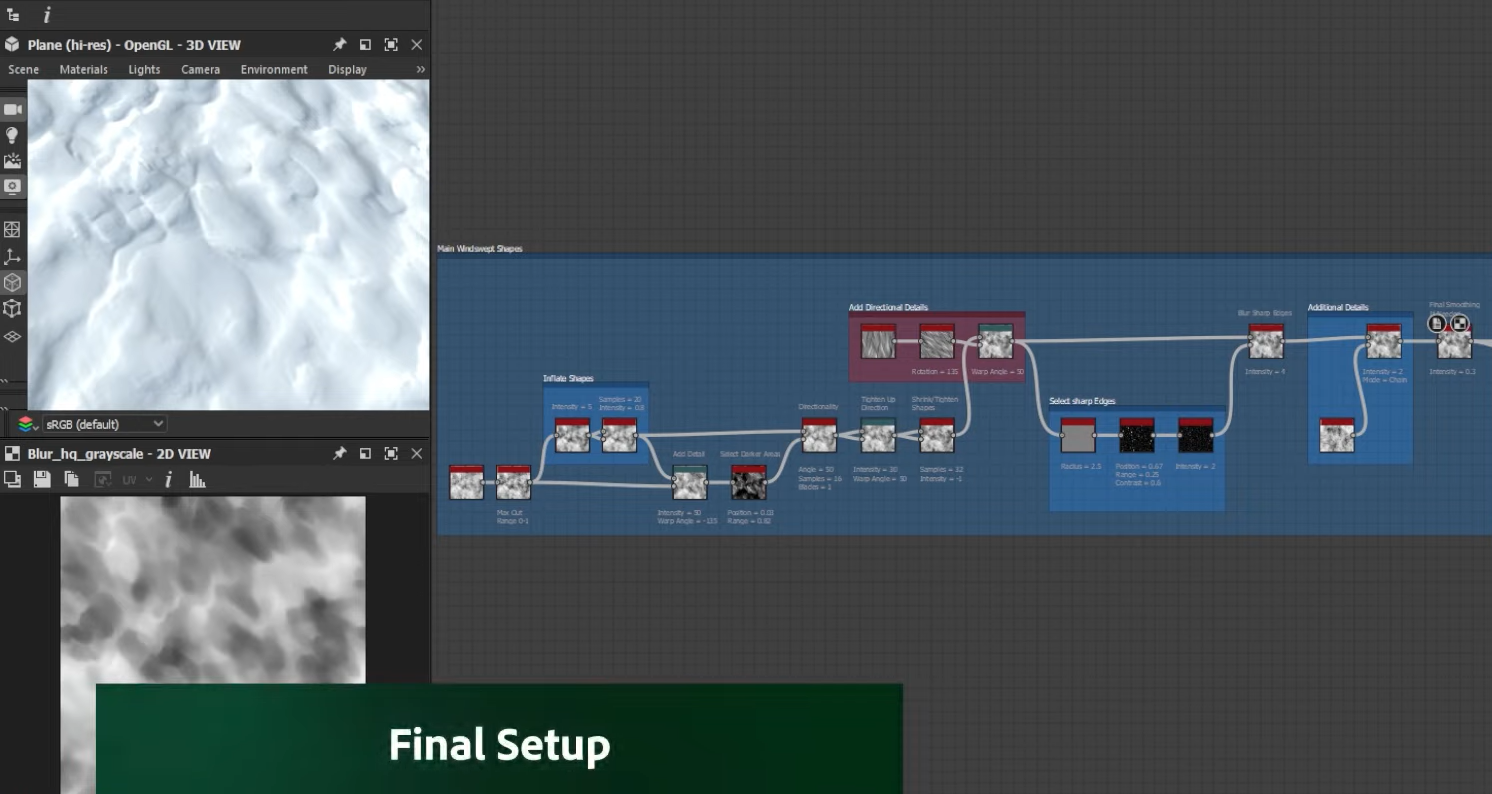 i
Plane (hi-res) - OpenGL - 3D VIEW
Scene Materials Lights Camera Environment Display »
sRGB (default)
Blur_hq_grayscale - 2D VIEW
UV i
Main Windswept Shapes
Add Directional Details
Rotation = 135 Warp Angle = 50
Inflate Shapes
Intensity = 5
Samples = 20
Intensity = 0.8
Max Out
Range 0-1
Add Detail
Intensity = 50
Warp Angle = -135
Select Darker Areas
Position = 0.03
Range = 0.92
Directionality
Angle = 50
Samples = 16
Blades = 1
Tighten Up
Direction
Intensity = 30
Warp Angle = 50
Shrink/Tighten
Shapes
Samples = 32
Intensity = -1
Select sharp Edges
Radius = 2.5
Position = 0.67
Range = 0.25
Contrast = 0.6
Intensity = 2
Blur Sharp Edges
Intensity = 4
Additional Details
Intensity = 2
Mode = Chain
Final Smoothing
Intensity = 0.3
Final Setup